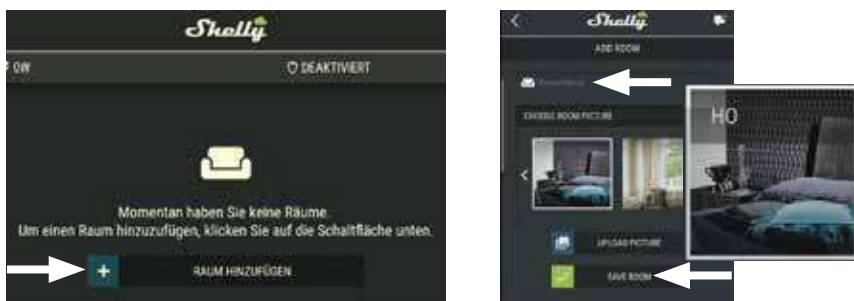 Shelly
0W
DEAKTIVIERT
Momentan haben Sie keine Räume.
Um einen Raum hinzuzufügen, klicken Sie auf die Schaltfläche unten.
+ RAUM HINZUFÜGEN
Shelly
ADD ROOM
CHOOSE ROOM PICTURE
UPLOAD PICTURE
SAVE ROOM
HO